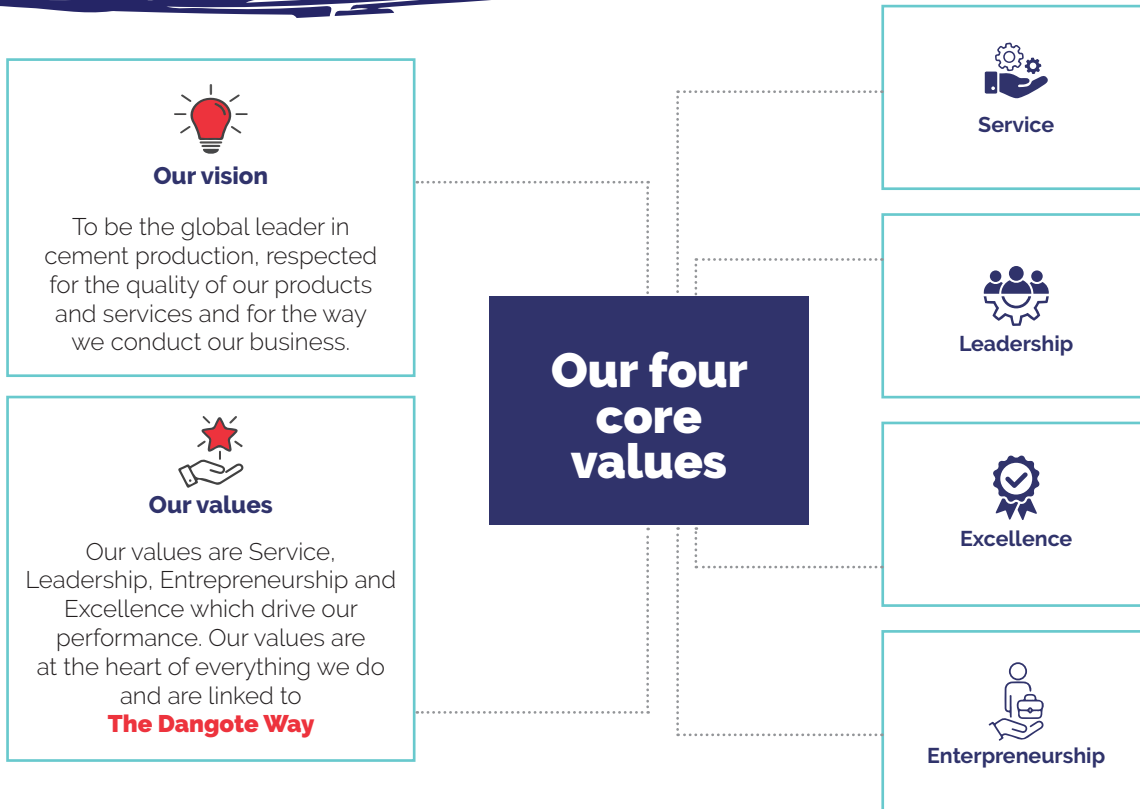 Our vision
To be the global leader in
cement production, respected
for the quality of our products
and services and for the way
we conduct our business.
Our values
Our values are Service,
Leadership, Entrepreneurship and
Excellence which drive our
performance. Our values are
at the heart of everything we do
and are linked to
The Dangote Way
Our four
core
values
Service
Leadership
Excellence
Enterpreneurship